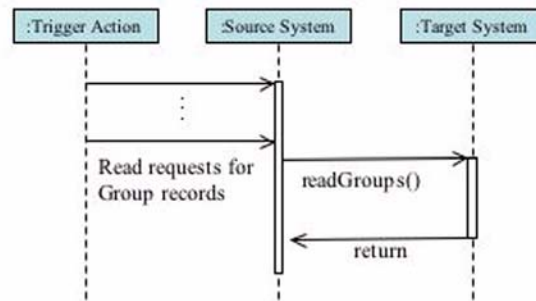 :Trigger Action
:Source System
:Target System
Read requests for
Group records
readGroups()
return